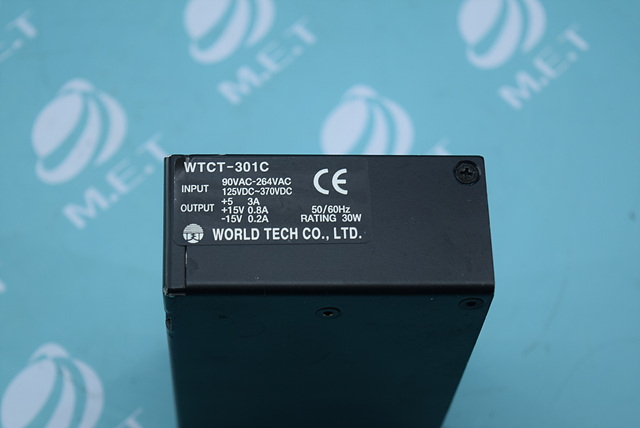 WTCT-301C
INPUT 90VAC-264VAC
125VDC~370VDC
OUTPUT +5 3A
+15V 0.8A 50/60Hz
-15V 0.2A RATING 30W
CE
WORLD TECH CO., LTD.
M.E.T
M.E.T
M.E.T
M.E.T